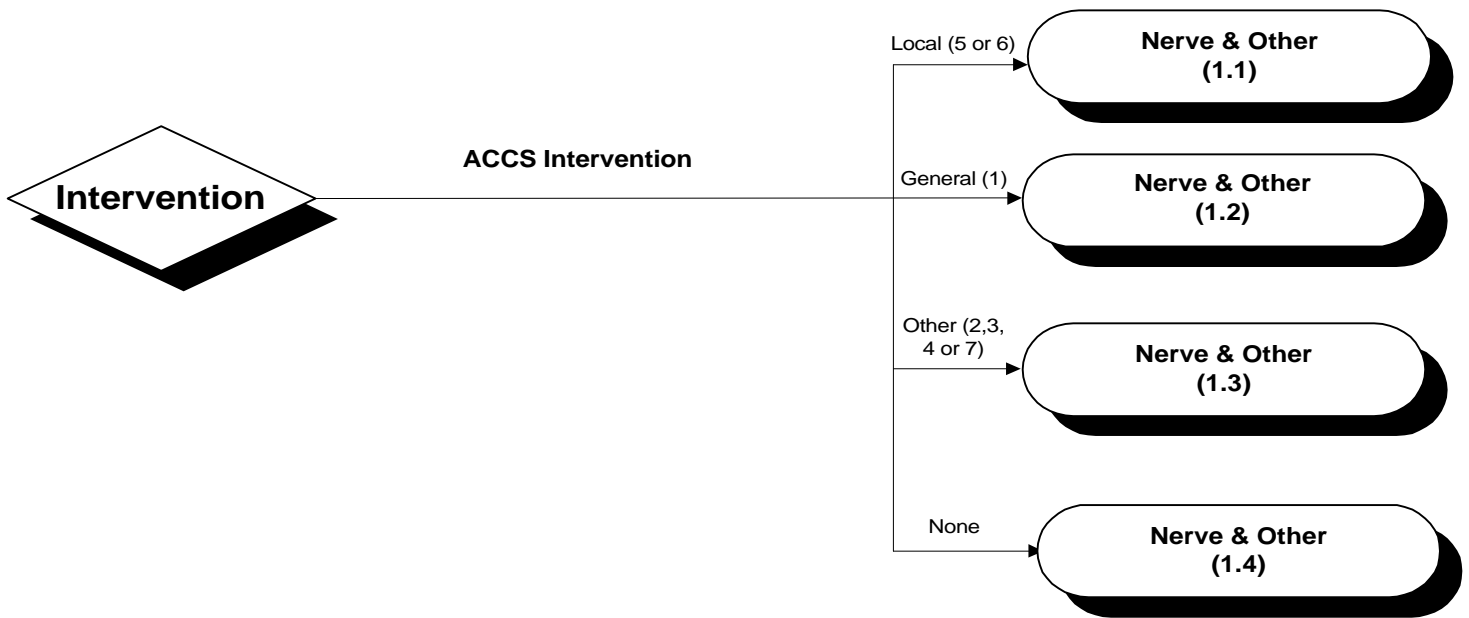 Intervention
ACCS Intervention
Local (5 or 6)
Nerve & Other
(1.1)
General (1)
Nerve & Other
(1.2)
Other (2,3,
4 or 7)
Nerve & Other
(1.3)
None
Nerve & Other
(1.4)